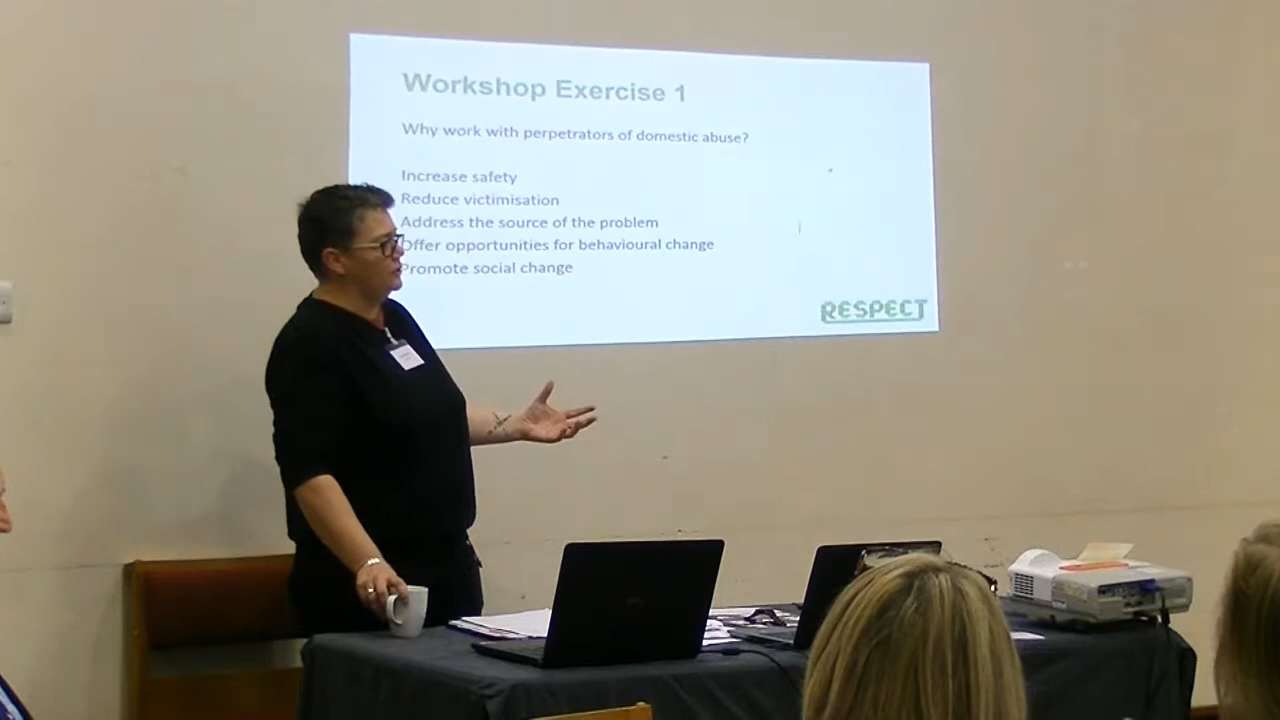 Workshop Exercise 1
Why work with perpetrators of domestic abuse?
Increase safety
Reduce victimisation
Address the source of the problem
Offer opportunities for behavioural change
Promote social change
RESPECT